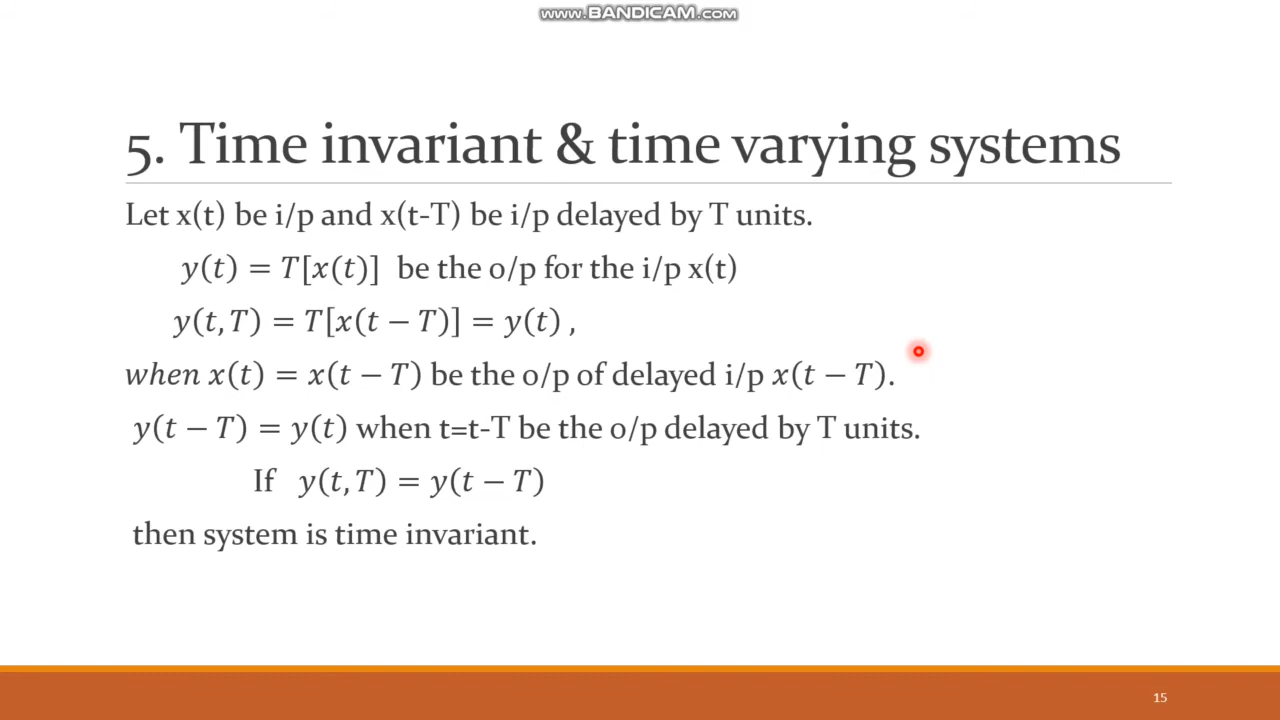 www.BANDICAM.com
5. Time invariant & time varying systems
Let x(t) be i/p and x(t-T) be i/p delayed by T units.
y(t) = T[x(t)] be the o/p for the i/p x(t)
y(t, T) = T[x(t − T)] = y(t) ,
when x(t) = x(t − T) be the o/p of delayed i/p x(t − T).
y(t − T) = y(t) when t=t-T be the o/p delayed by T units.
If y(t, T) = y(t − T)
then system is time invariant.
15